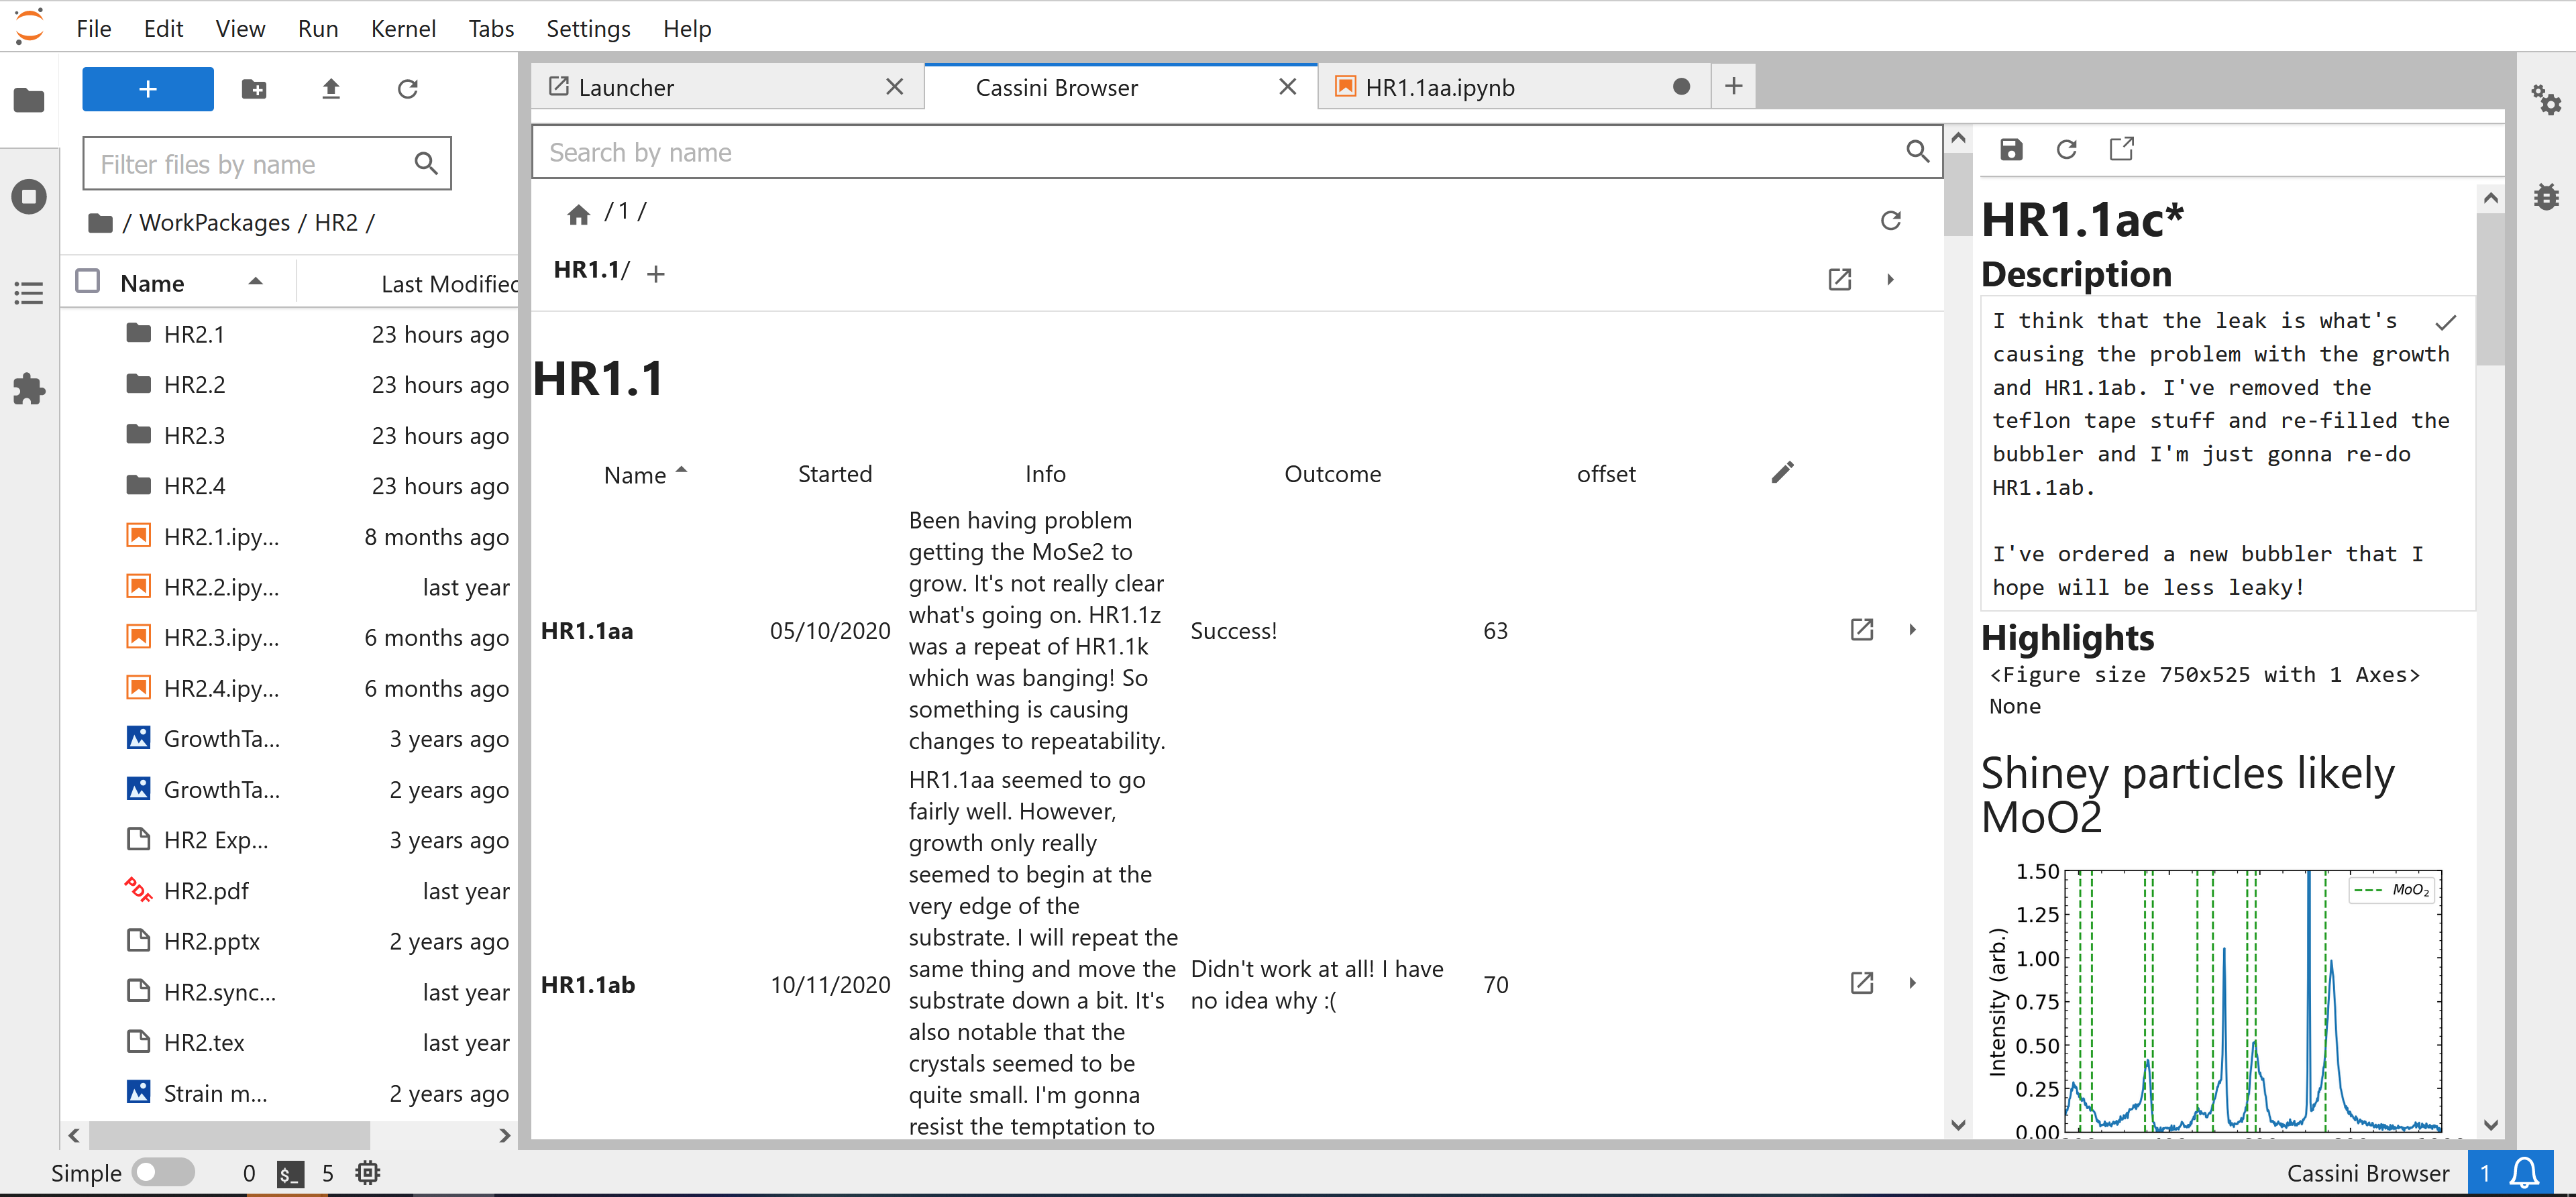 File Edit View Run Kernel Tabs Settings Help
+
Filter files by name
/ WorkPackages / HR2 /
Name Last Modified
HR2.1 23 hours ago
HR2.2 23 hours ago
HR2.3 23 hours ago
HR2.4 23 hours ago
HR2.1.ipy... 8 months ago
HR2.2.ipy... last year
HR2.3.ipy... 6 months ago
HR2.4.ipy... 6 months ago
GrowthTa... 3 years ago
GrowthTa... 2 years ago
HR2 Exp... 3 years ago
PDF HR2.pdf last year
HR2.pptx 2 years ago
HR2.sync... last year
HR2.tex last year
Strain m... 2 years ago
Launcher
Cassini Browser
HR1.1aa.ipynb
+
Search by name
/ 1 /
HR1.1/ +
HR1.1
Name Started Info Outcome offset
HR1.1aa 05/10/2020
Been having problem
getting the MoSe2 to
grow. It's not really clear
what's going on. HR1.1z
was a repeat of HR1.1k
which was banging! So
something is causing
changes to repeatability.
Success! 63
HR1.1ab 10/11/2020
HR1.1aa seemed to go
fairly well. However,
growth only really
seemed to begin at the
very edge of the
substrate. I will repeat the
same thing and move the
substrate down a bit. It's
also notable that the
crystals seemed to be
quite small. I'm gonna
resist the temptation to
Didn't work at all! I have
no idea why :(
70
HR1.1ac*
Description
I think that the leak is what's
causing the problem with the growth
and HR1.1ab. I've removed the
teflon tape stuff and re-filled the
bubbler and I'm just gonna re-do
HR1.1ab.
I've ordered a new bubbler that I
hope will be less leaky!
Highlights
<Figure size 750x525 with 1 Axes>
None
Shiney particles likely
MoO2
MoO₂
Intensity (arb.)
1.50
1.25
1.00
0.75
0.50
0.25
0.00
Simple 0 $_ 5
Cassini Browser 1